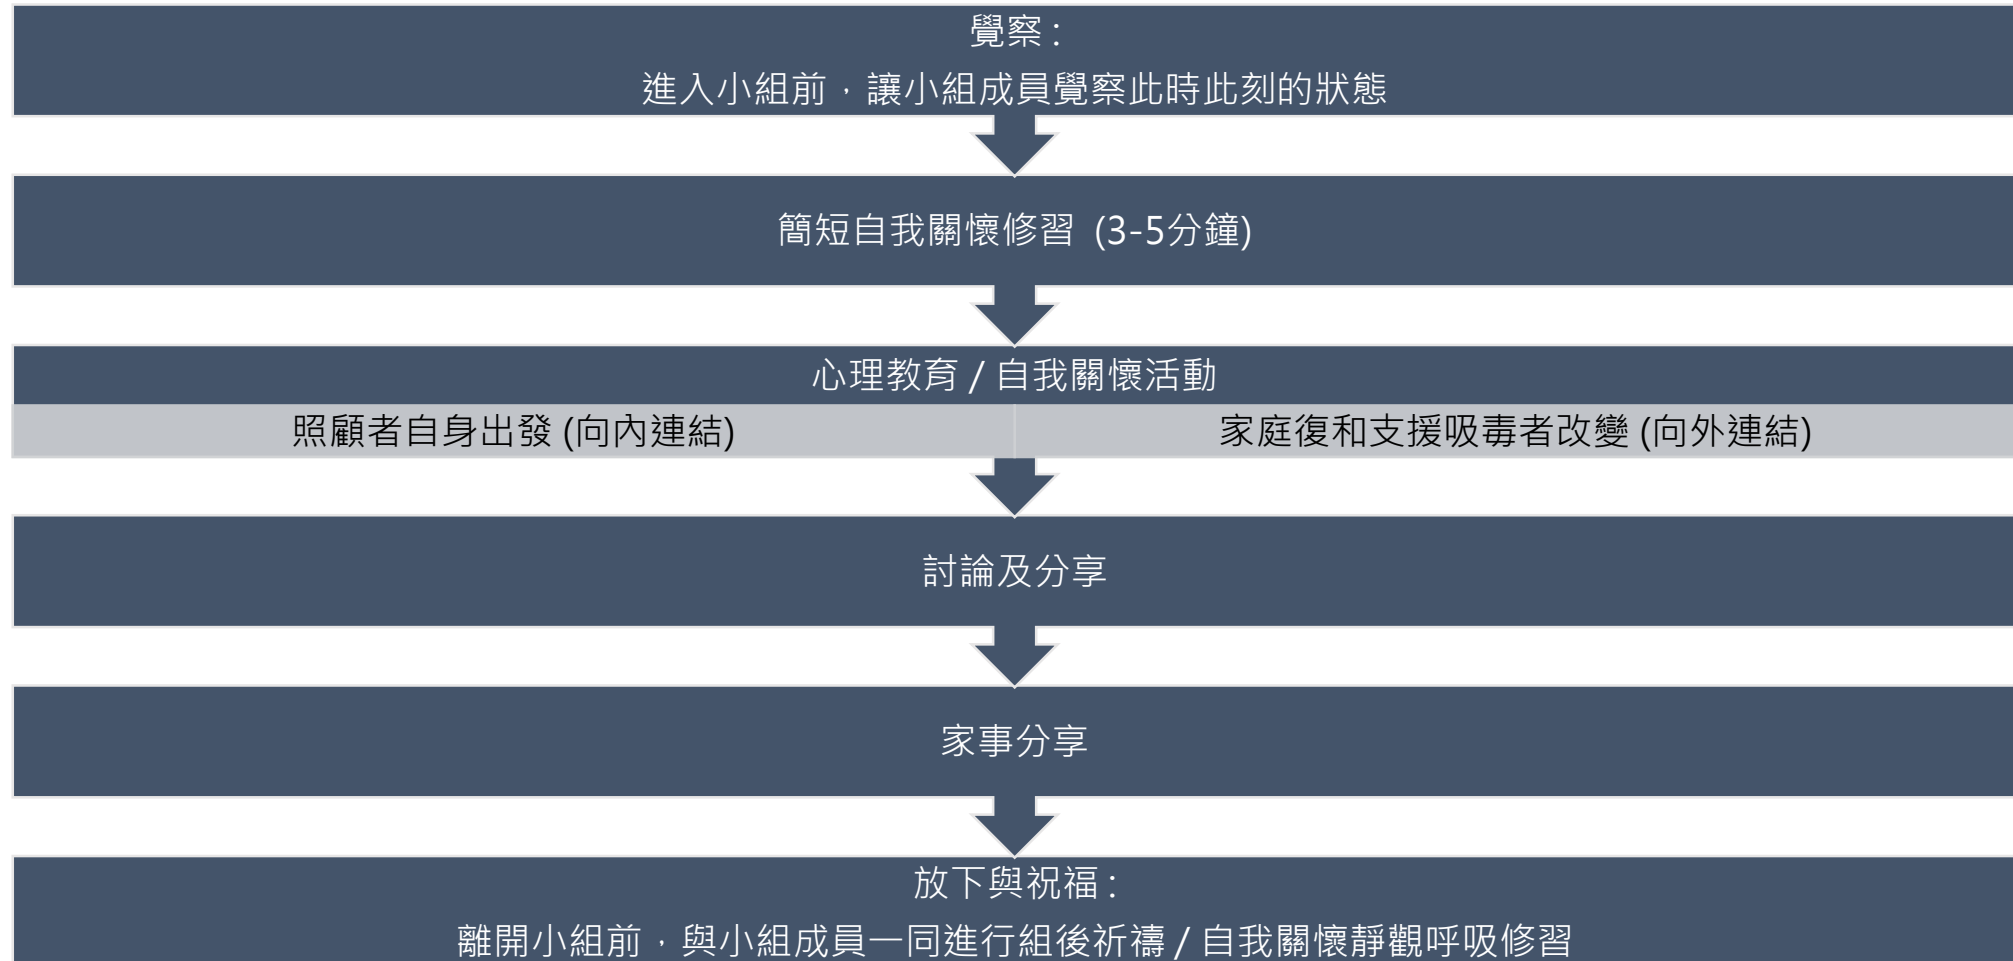 覺察：
進入小組前，讓小組成員覺察此時此刻的狀態
簡短自我關懷修習 (3-5分鐘)
心理教育 / 自我關懷活動
照顧者自身出發 (向內連結)
家庭復和支援吸毒者改變 (向外連結)
討論及分享
家事分享
放下與祝福：
離開小組前，與小組成員一同進行組後祈禱 / 自我關懷靜觀呼吸修習